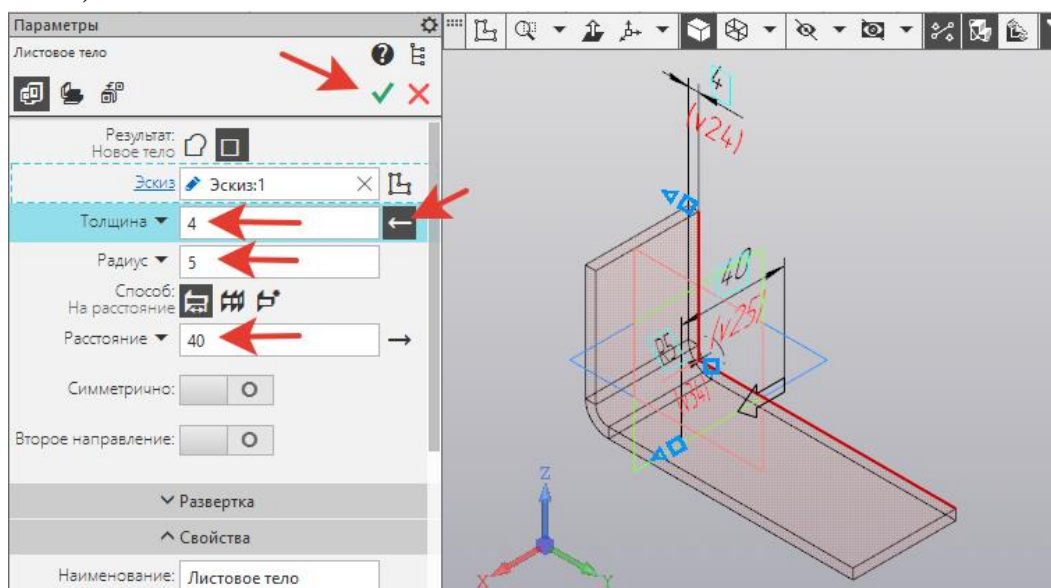 Параметры
Листовое тело
Результат:
Новое тело
Эскиз Эскиз:1
Толщина 4
Радиус 5
Способ:
На расстояние
Расстояние 40
Симметрично:
Второе направление:
Развертка
Свойства
Наименование: Листовое тело
4
(v24)
40
(v25)
R5
(v34)
Z
X
Y